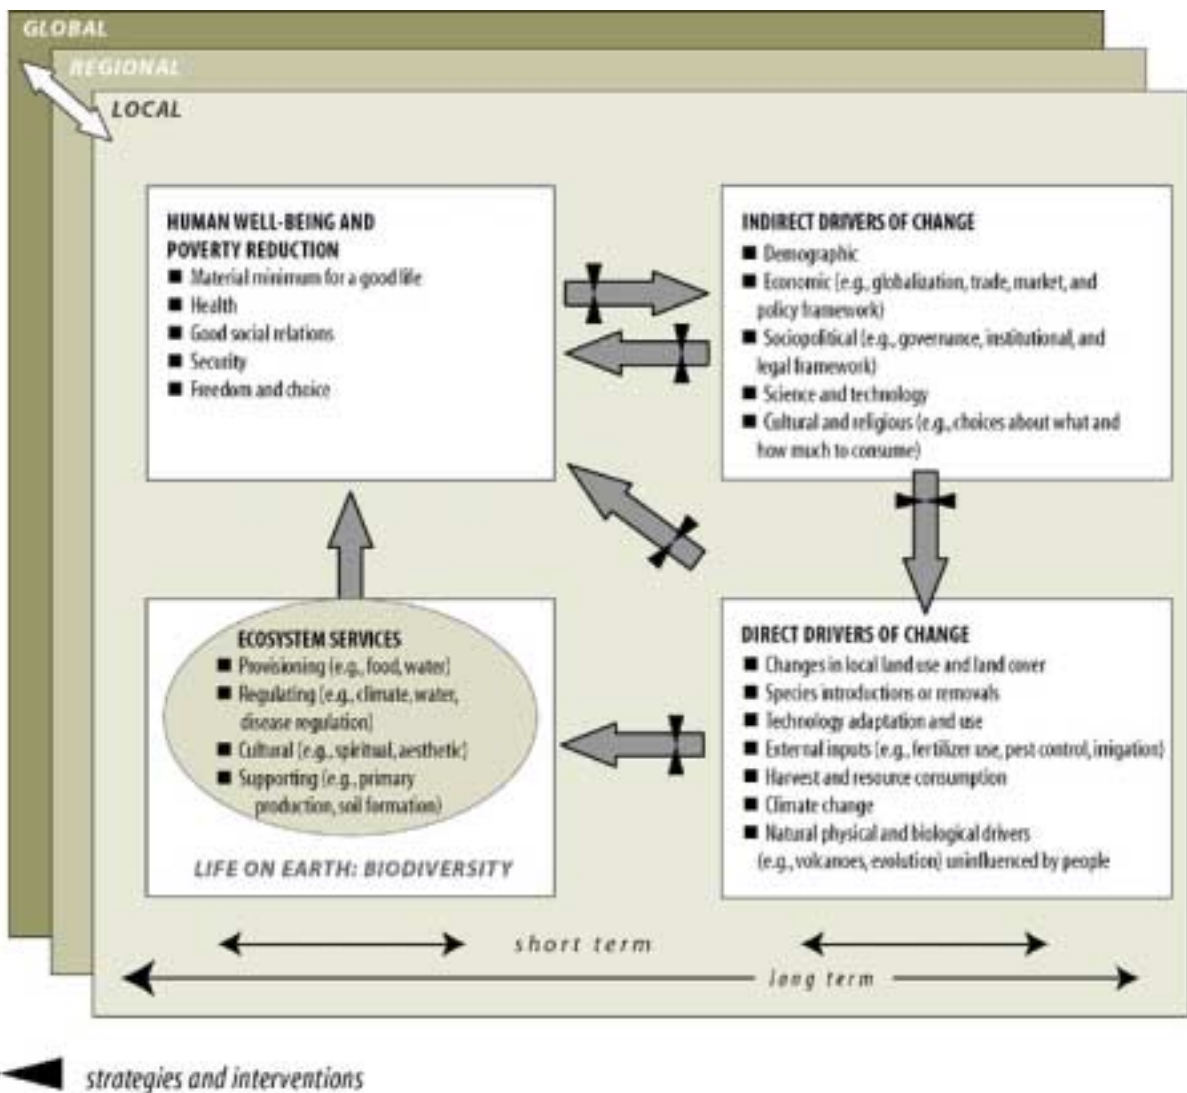 GLOBAL
REGIONAL
LOCAL
HUMAN WELL-BEING AND
POVERTY REDUCTION
■ Material minimum for a good life
■ Health
■ Good social relations
■ Security
■ Freedom and choice
INDIRECT DRIVERS OF CHANGE
■ Demographic
■ Economic (e.g., globalization, trade, market, and
policy framework)
■ Sociopolitical (e.g., governance, institutional, and
legal framework)
■ Science and technology
■ Cultural and religious (e.g., choices about what and
how much to consume)
ECOSYSTEM SERVICES
■ Provisioning (e.g., food, water)
■ Regulating (e.g., climate, water,
disease regulation)
■ Cultural (e.g., spiritual, aesthetic)
■ Supporting (e.g., primary
production, soil formation)
LIFE ON EARTH: BIODIVERSITY
DIRECT DRIVERS OF CHANGE
■ Changes in local land use and land cover
■ Species introductions or removals
■ Technology adaptation and use
■ External inputs (e.g., fertilizer use, pest control, irrigation)
■ Harvest and resource consumption
■ Climate change
■ Natural physical and biological drivers
(e.g., volcanoes, evolution) uninfluenced by people
short term
long term
strategies and interventions